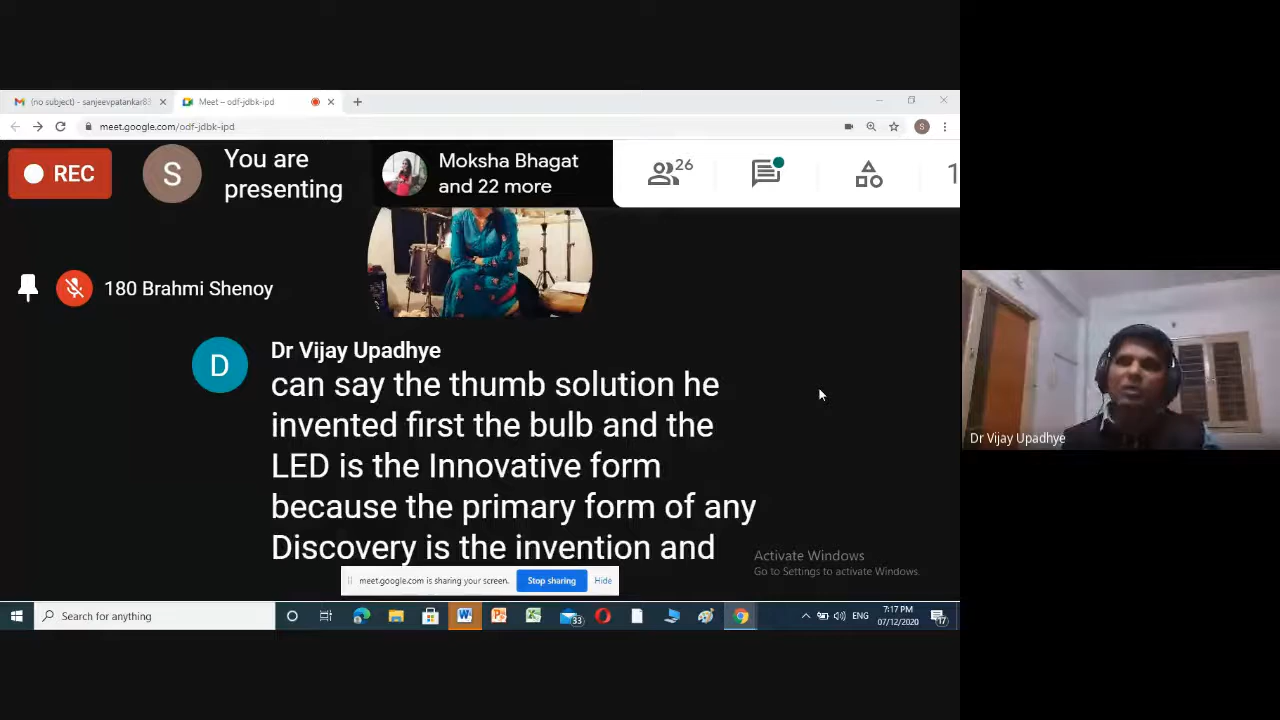 (no subject) - sanjeevpatankar8
Meet – odf-jdbk-ipd
meet.google.com/odf-jdbk-ipd
S
REC
S
You are
presenting
Moksha Bhagat
and 22 more
26
1
180 Brahmi Shenoy
D
Dr Vijay Upadhye
can say the thumb solution he
invented first the bulb and the
LED is the Innovative form
because the primary form of any
Discovery is the invention and
Activate Windows
Go to Settings to activate Windows.
meet.google.com is sharing your screen.
Stop sharing
Hide
Search for anything
33
ENG
7:17 PM
07/12/2020
17
Dr Vijay Upadhye